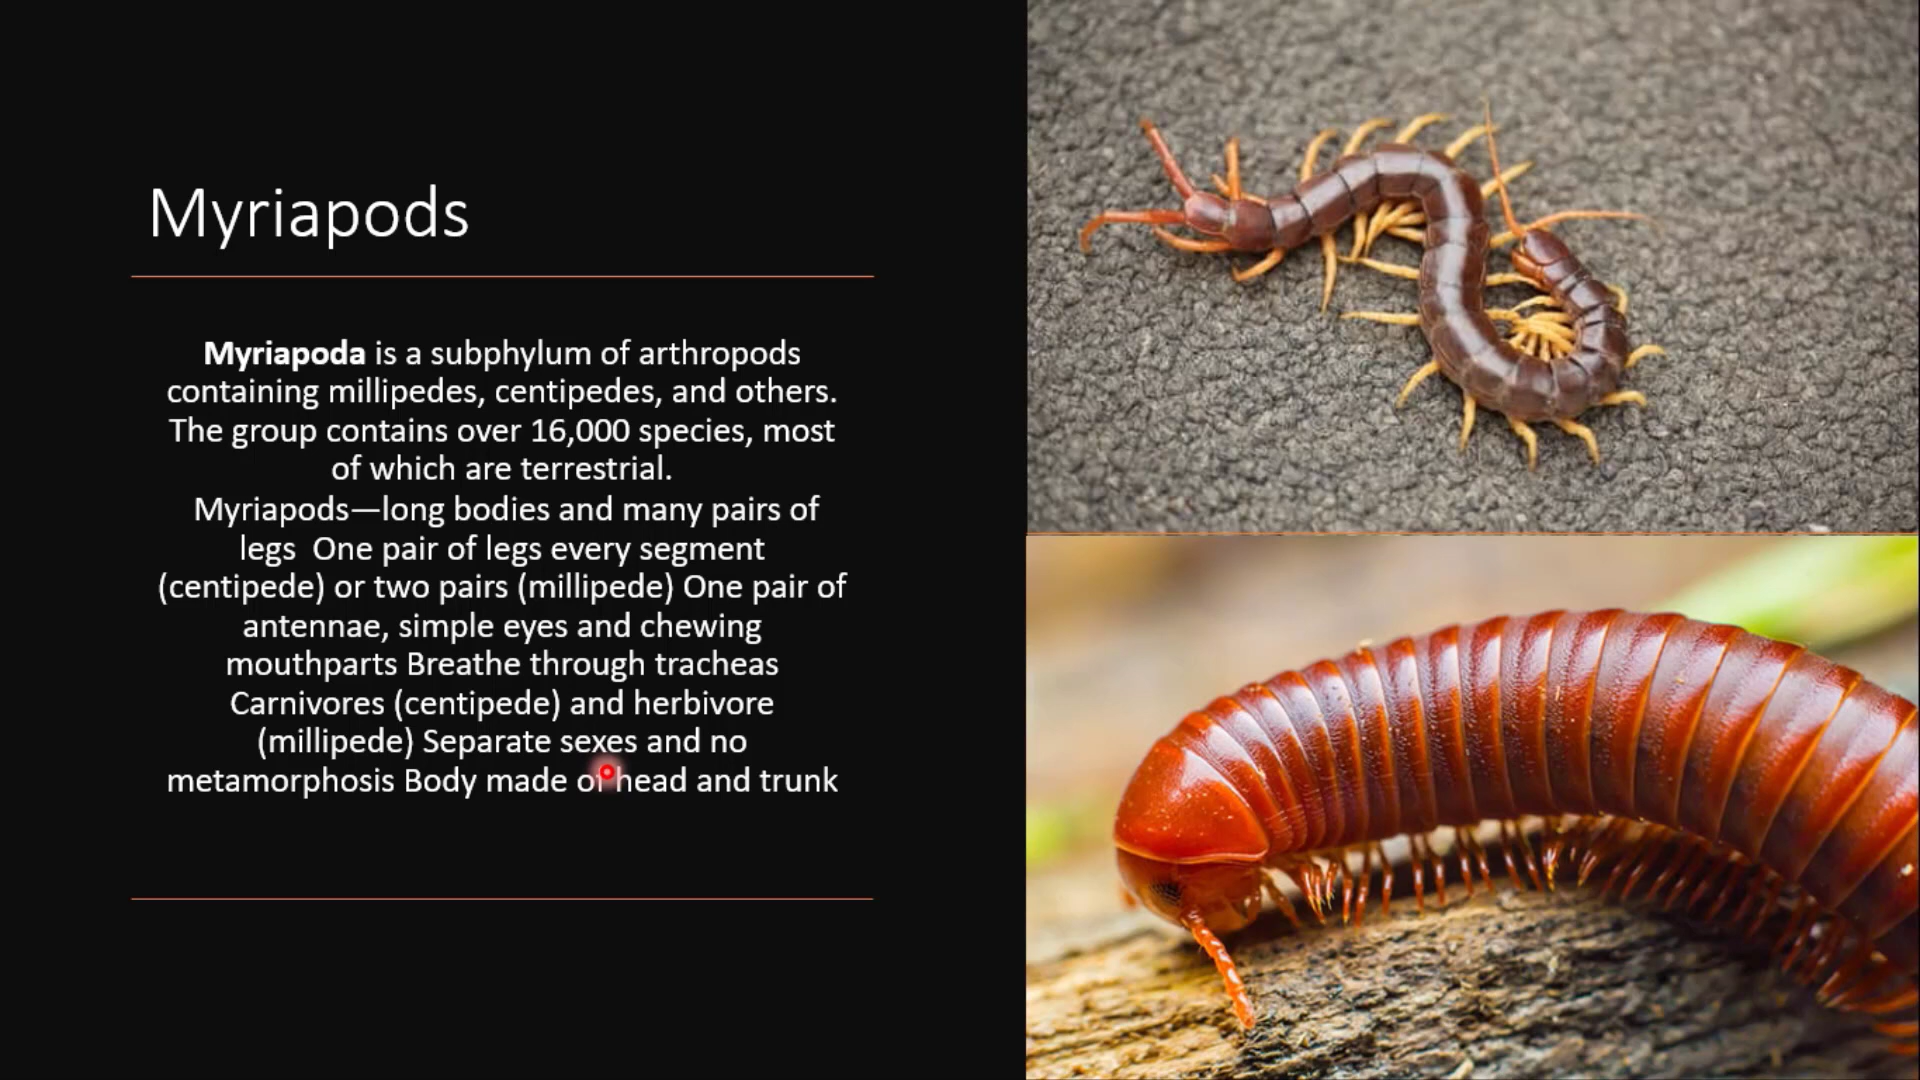 Myriapods
Myriapoda is a subphylum of arthropods
containing millipedes, centipedes, and others.
The group contains over 16,000 species, most
of which are terrestrial.
Myriapods—long bodies and many pairs of
legs  One pair of legs every segment
(centipede) or two pairs (millipede) One pair of
antennae, simple eyes and chewing
mouthparts Breathe through tracheas
Carnivores (centipede) and herbivore
(millipede) Separate sexes and no
metamorphosis Body made of head and trunk